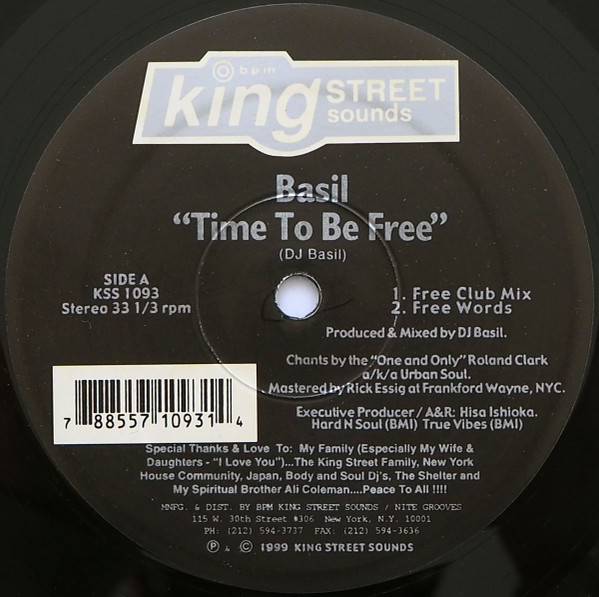 bpm
king STREET
sounds
Basil
“Time To Be Free”
(DJ Basil)
SIDE A
KSS 1093
Stereo 33 1/3 rpm
1. Free Club Mix
2. Free Words
Produced & Mixed by DJ Basil.
Chants by the “One and Only” Roland Clark
a/k/a Urban Soul.
Mastered by Rick Essig at Frankford Wayne, NYC.
Executive Producer / A&R: Hisa Ishioka.
Hard N Soul (BMI) True Vibes (BMI)
7 88557 10931 4
Special Thanks & Love To: My Family (Especially My Wife &
Daughters - “I Love You”)...The King Street Family, New York
House Community, Japan, Body and Soul Dj's, The Shelter and
My Spiritual Brother Ali Coleman....Peace To All !!!!
MNFG. & DIST. BY BPM KING STREET SOUNDS / NITE GROOVES
115 W. 30th Street #306 New York, N.Y. 10001
PH: (212) 594-3737 FAX: (212) 594-3636
℗ & © 1999 KING STREET SOUNDS